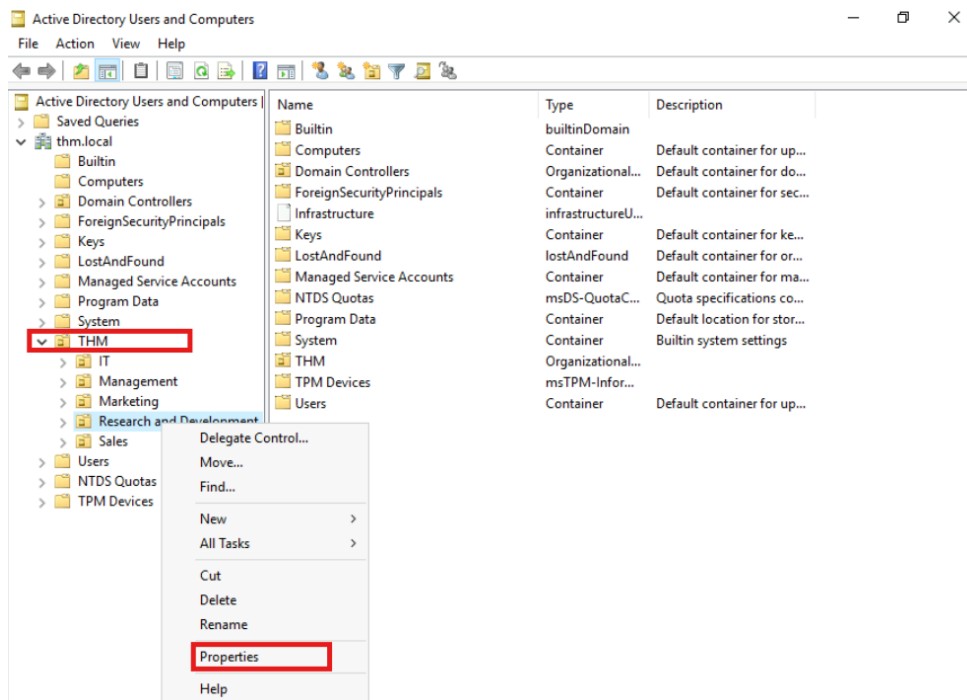 Active Directory Users and Computers
File Action View Help
Active Directory Users and Computers
Saved Queries
thm.local
Builtin
Computers
Domain Controllers
ForeignSecurityPrincipals
Keys
LostAndFound
Managed Service Accounts
Program Data
System
THM
IT
Management
Marketing
Research and Development
Sales
Users
NTDS Quotas
TPM Devices
Name Type Description
Builtin builtinDomain
Computers Container Default container for up...
Domain Controllers Organizational... Default container for do...
ForeignSecurityPrincipals Container Default container for sec...
Infrastructure infrastructureU...
Keys Container Default container for ke...
LostAndFound lostAndFound Default container for or...
Managed Service Accounts Container Default container for ma...
NTDS Quotas msDS-QuotaC... Quota specifications co...
Program Data Container Default location for stor...
System Container Builtin system settings
THM Organizational...
TPM Devices msTPM-Infor...
Users Container Default container for up...
Delegate Control...
Move...
Find...
New
All Tasks
Cut
Delete
Rename
Properties
Help